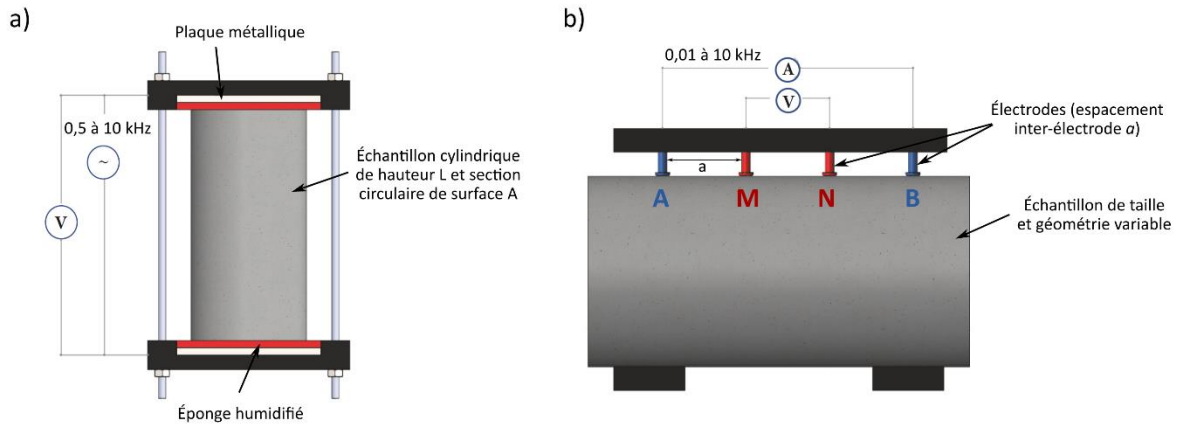 a)
Plaque métallique
0,5 à 10 kHz
~
V
Échantillon cylindrique
de hauteur L et section
circulaire de surface A
Éponge humidifié
b)
0,01 à 10 kHz
A
V
Électrodes (espacement
inter-électrode a)
a
A M N B
Échantillon de taille
et géométrie variable